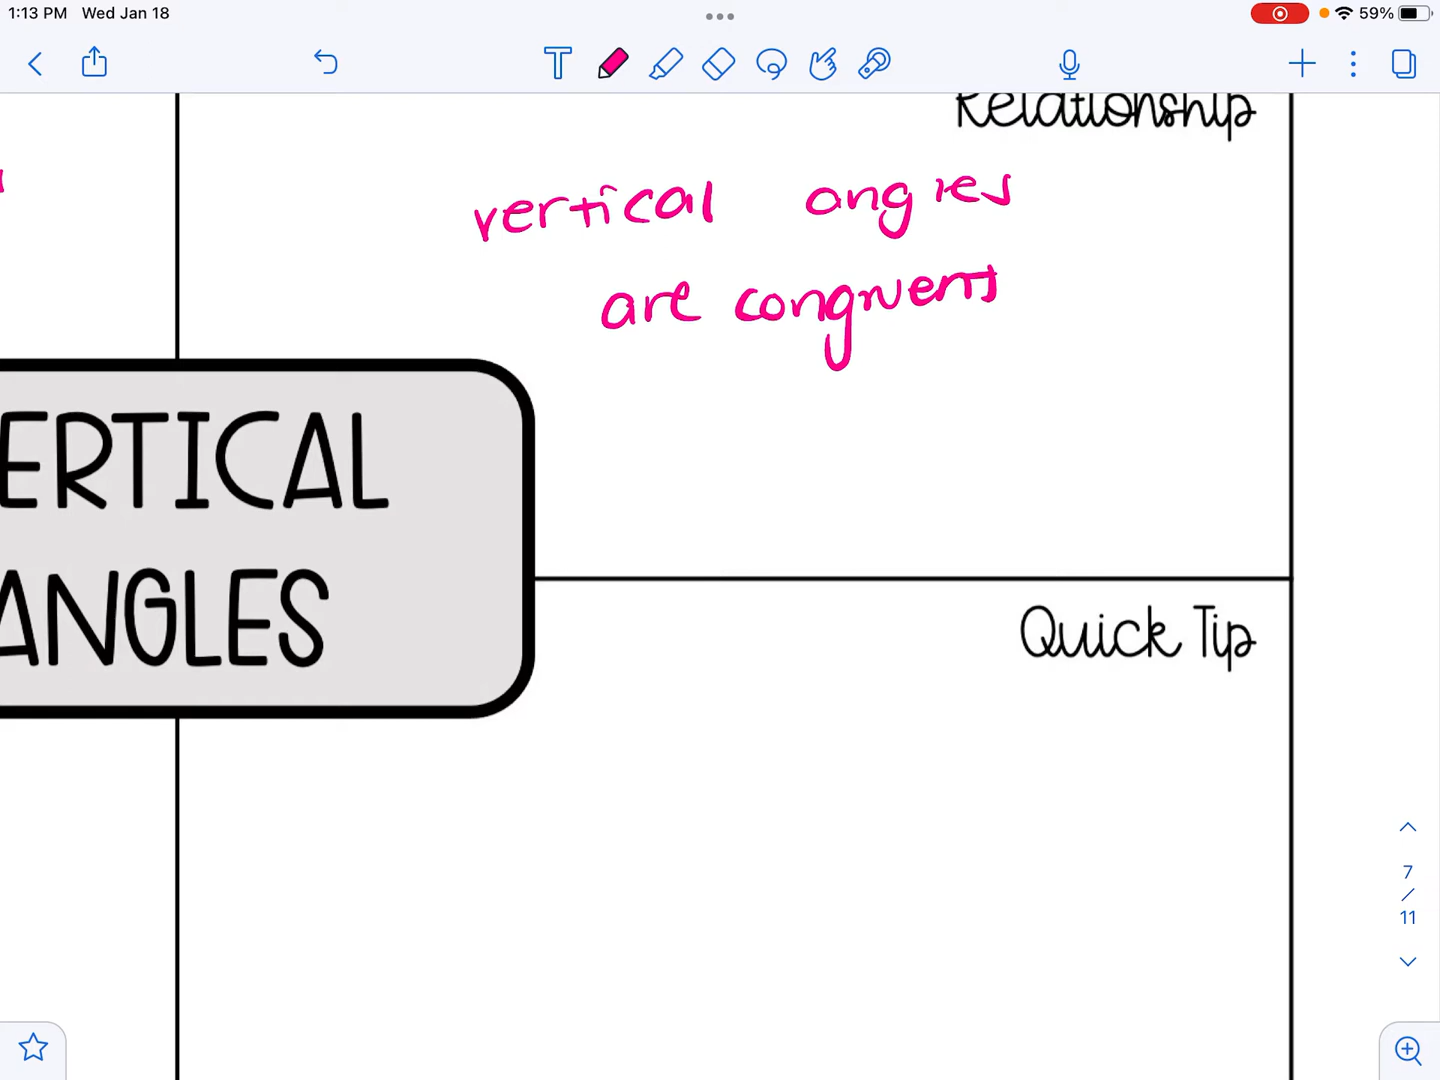 1:13 PM Wed Jan 18
59%
Relationship
vertical angles
are congruent
ERTICAL
ANGLES
Quick Tip
7
/
11